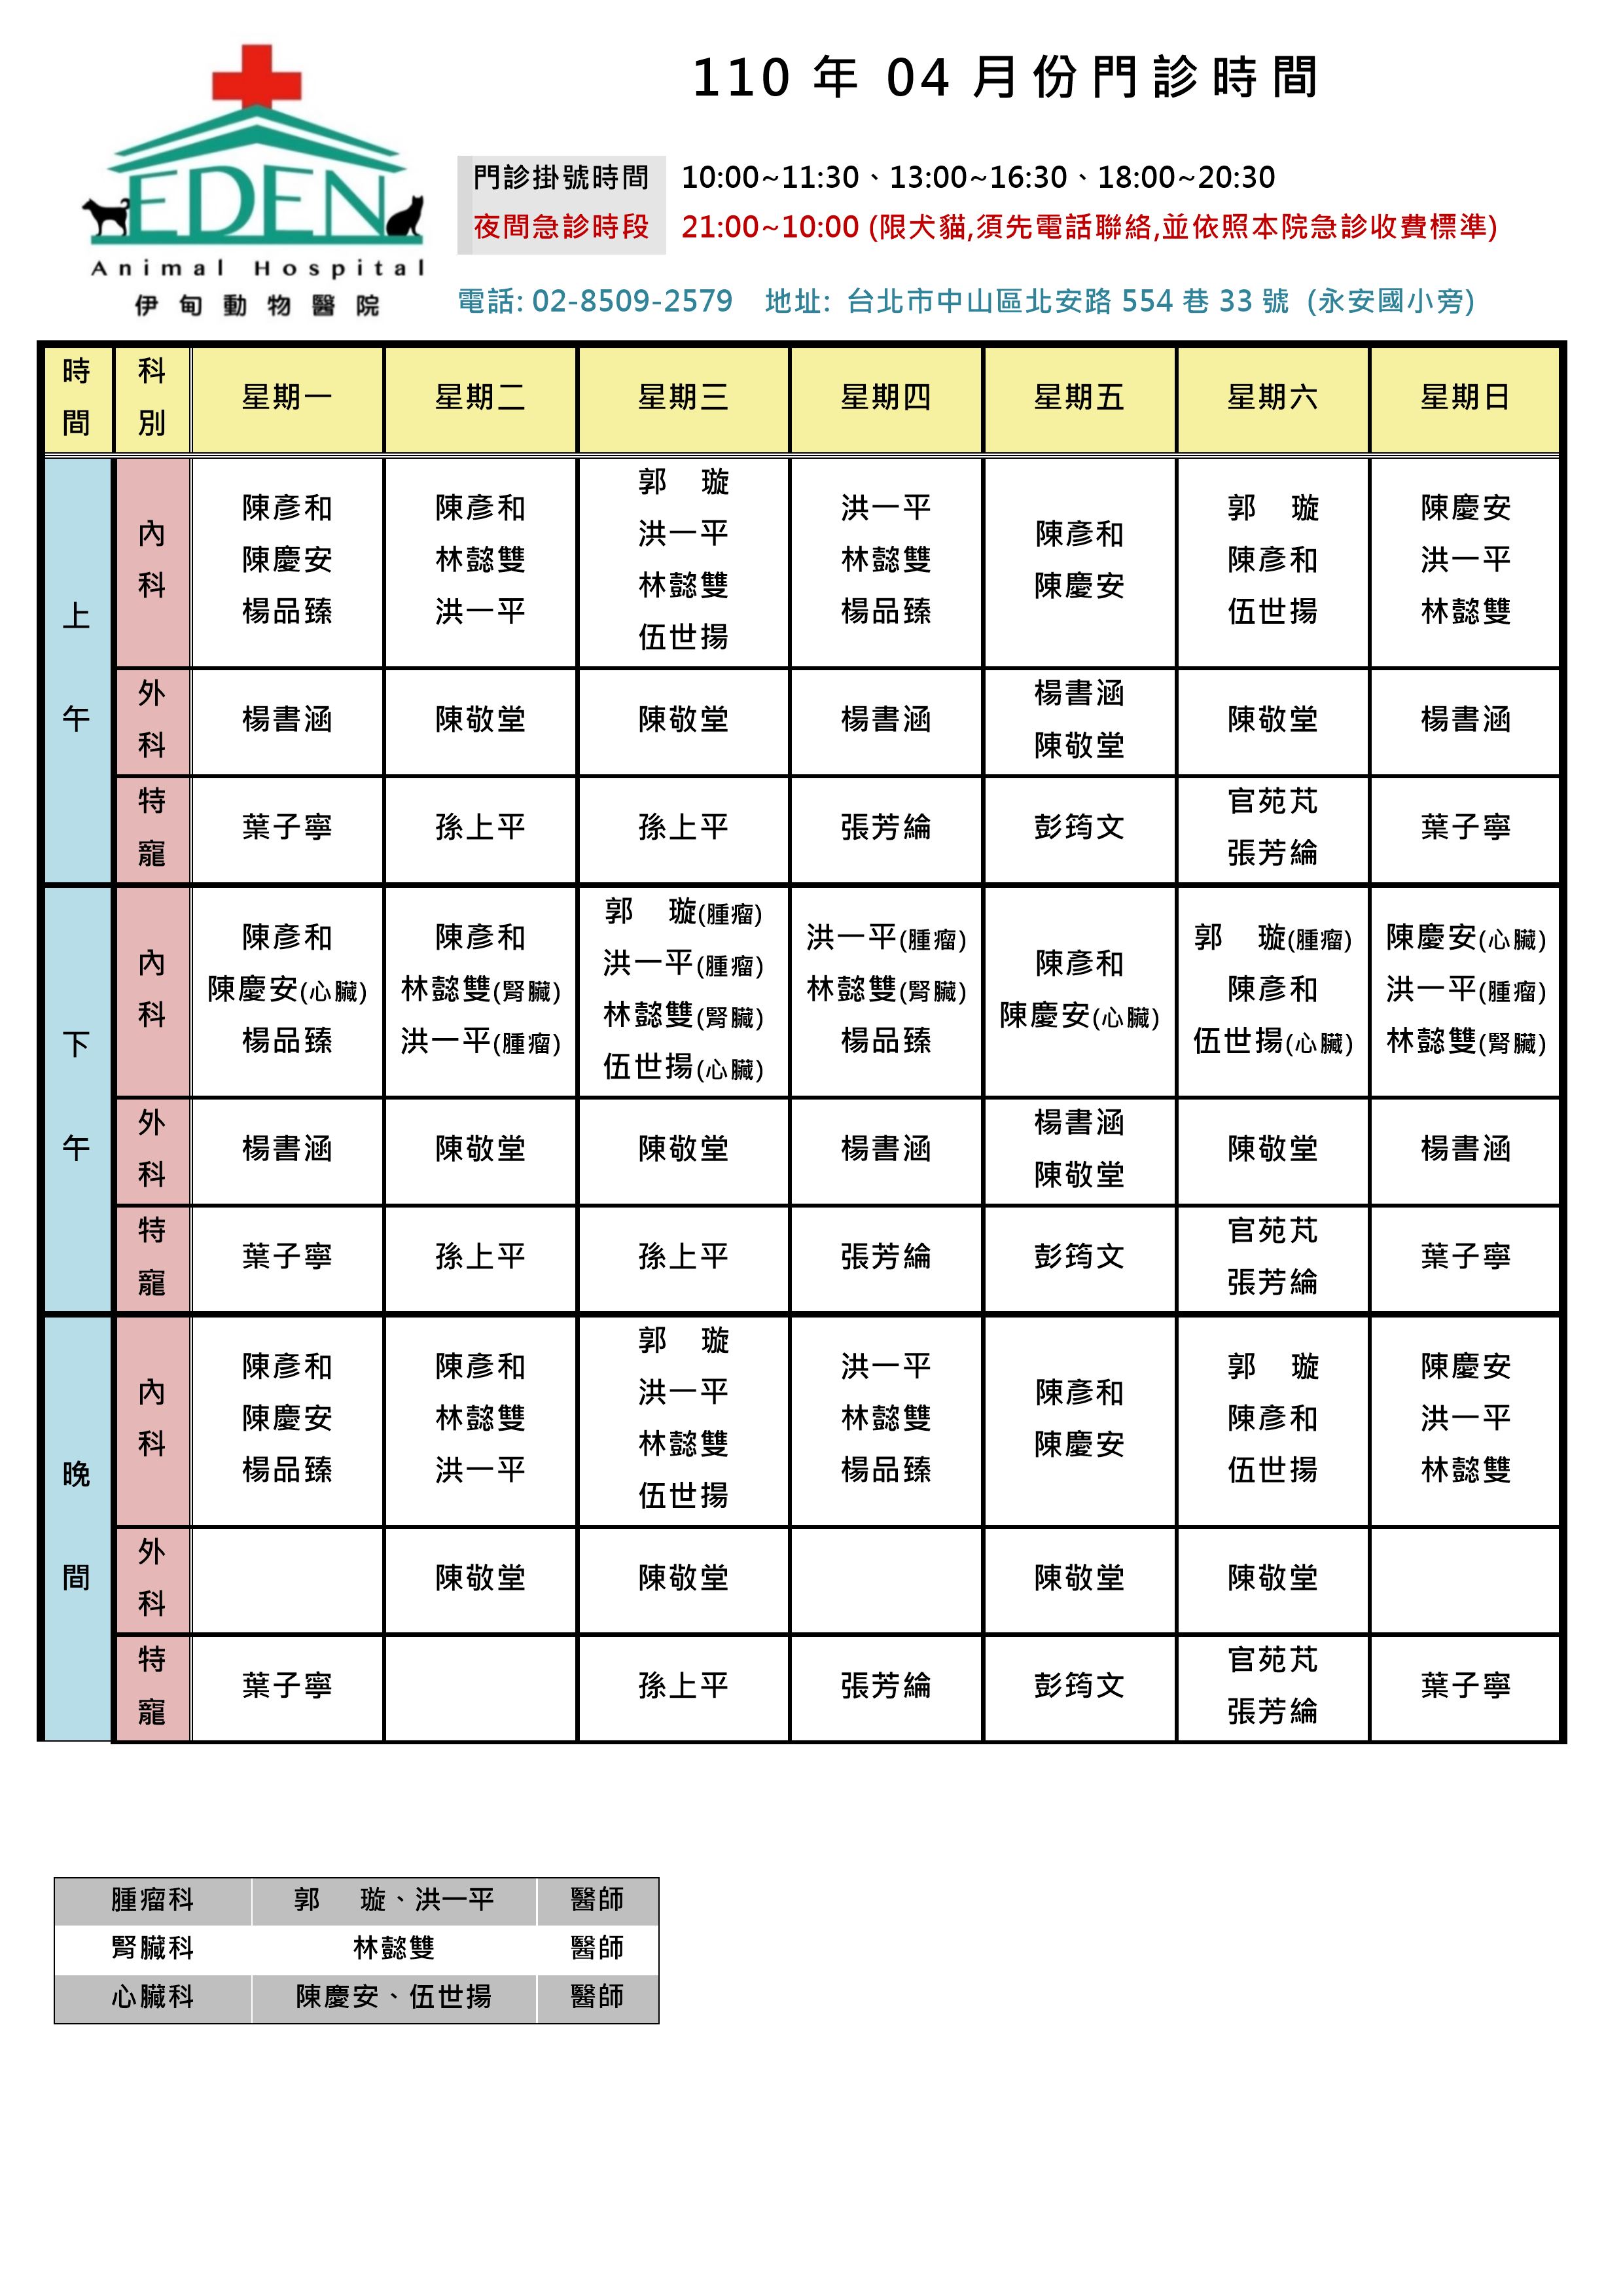 110 年 04 月份門診時間
EDEN
Animal Hospital
伊甸動物醫院
門診掛號時間 10:00~11:30、13:00~16:30、18:00~20:30
夜間急診時段 21:00~10:00 (限犬貓,須先電話聯絡,並依照本院急診收費標準)
電話: 02-8509-2579 地址: 台北市中山區北安路 554 巷 33 號 (永安國小旁)
時間 科別 星期一 星期二 星期三 星期四 星期五 星期六 星期日
上午
內科
陳彥和
陳慶安
楊品臻
陳彥和
林懿雙
洪一平
郭 璇
洪一平
林懿雙
伍世揚
洪一平
林懿雙
楊品臻
陳彥和
陳慶安
郭 璇
陳彥和
伍世揚
陳慶安
洪一平
林懿雙
外科
楊書涵
陳敬堂
陳敬堂
楊書涵
楊書涵
陳敬堂
陳敬堂
楊書涵
特寵
葉子寧
孫上平
孫上平
張芳綸
彭筠文
官苑芃
張芳綸
葉子寧
下午
內科
陳彥和
陳慶安(心臟)
楊品臻
陳彥和
林懿雙(腎臟)
洪一平(腫瘤)
郭 璇(腫瘤)
洪一平(腫瘤)
林懿雙(腎臟)
伍世揚(心臟)
洪一平(腫瘤)
林懿雙(腎臟)
楊品臻
陳彥和
陳慶安(心臟)
郭 璇(腫瘤)
陳彥和
伍世揚(心臟)
陳慶安(心臟)
洪一平(腫瘤)
林懿雙(腎臟)
外科
楊書涵
陳敬堂
陳敬堂
楊書涵
楊書涵
陳敬堂
陳敬堂
楊書涵
特寵
葉子寧
孫上平
孫上平
張芳綸
彭筠文
官苑芃
張芳綸
葉子寧
晚間
內科
陳彥和
陳慶安
楊品臻
陳彥和
林懿雙
洪一平
郭 璇
洪一平
林懿雙
伍世揚
洪一平
林懿雙
楊品臻
陳彥和
陳慶安
郭 璇
陳彥和
伍世揚
陳慶安
洪一平
林懿雙
外科
陳敬堂
陳敬堂
陳敬堂
陳敬堂
特寵
葉子寧
孫上平
張芳綸
彭筠文
官苑芃
張芳綸
葉子寧
腫瘤科 郭 璇、洪一平 醫師
腎臟科 林懿雙 醫師
心臟科 陳慶安、伍世揚 醫師